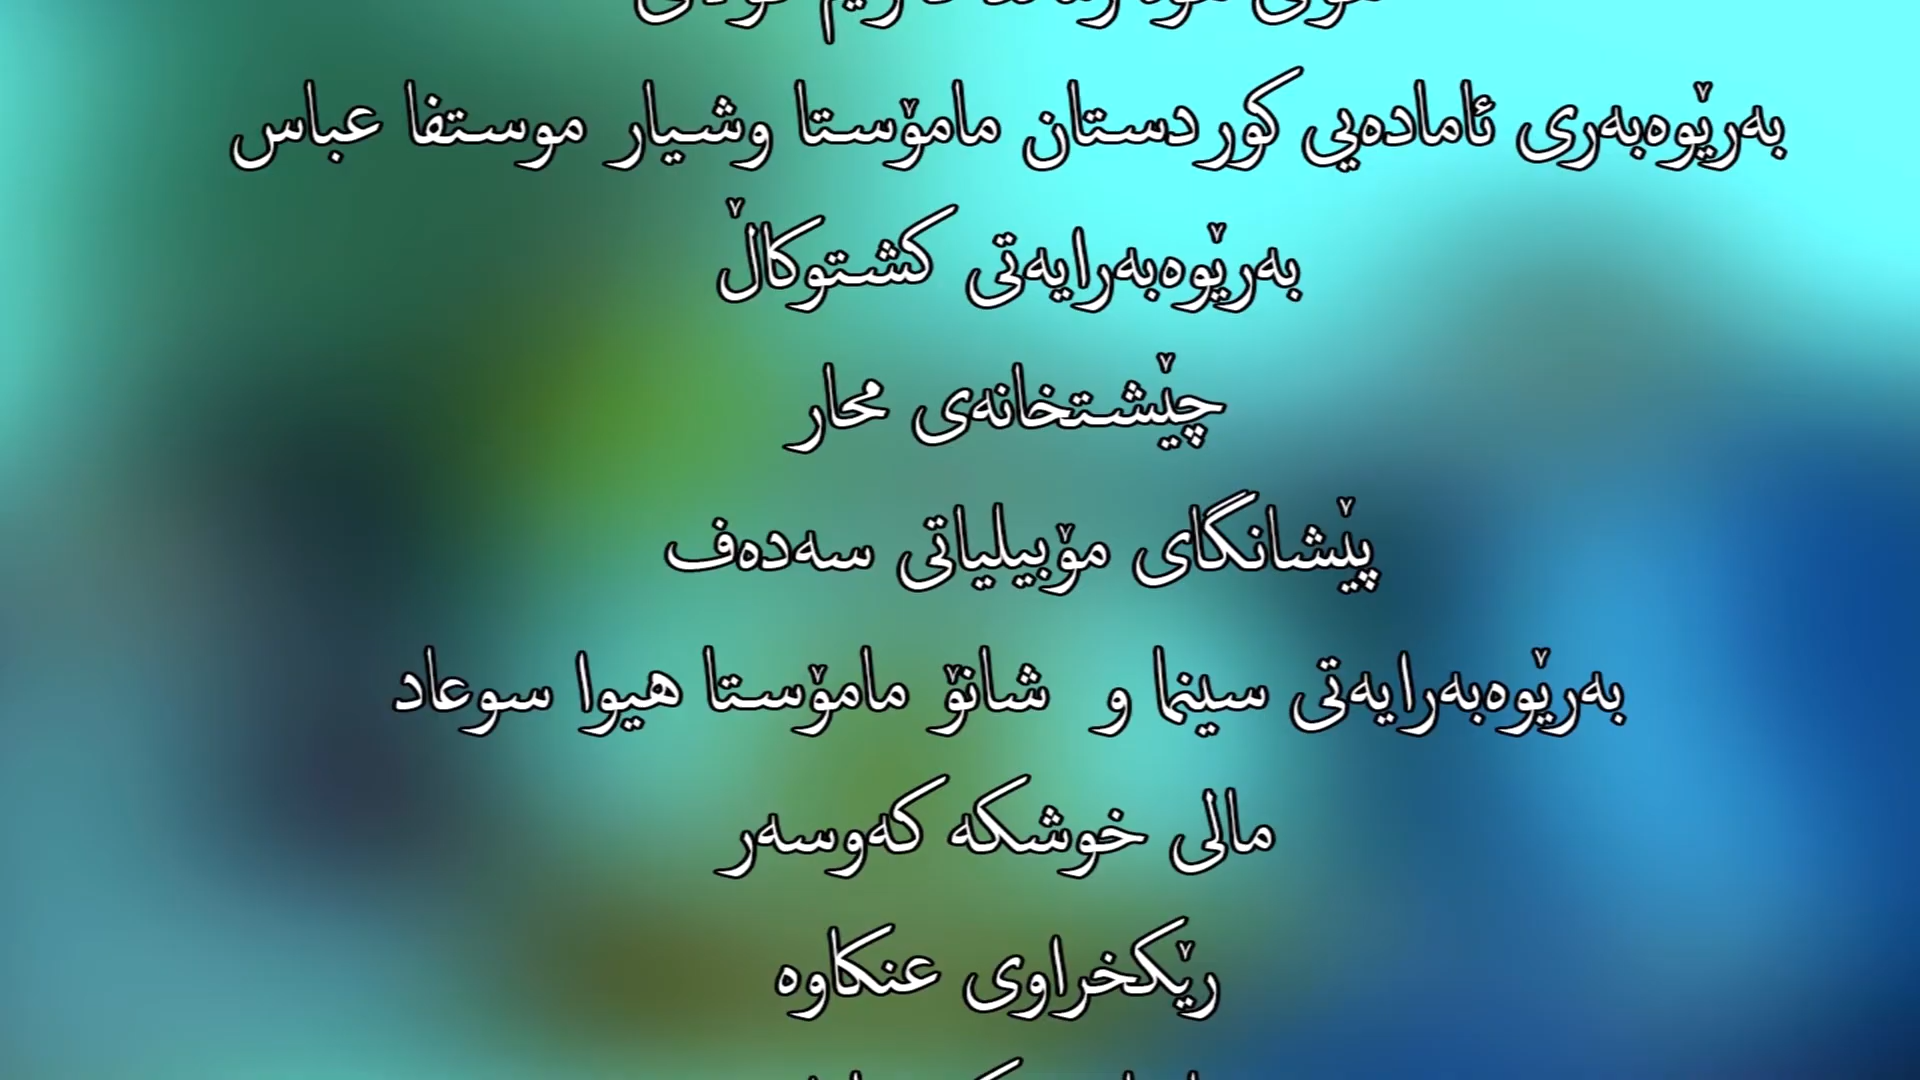 بەڕێوەبەری ئامادەیی کوردستان مامۆستا وشیار موستفا عباس
بەڕێوەبەرایەتی کشتوکاڵ
چێشتخانەی محار
پێشانگای مۆبیلیاتی سەدەف
بەڕێوەبەرایەتی سینما و شانۆ مامۆستا هیوا سوعاد
مالی خوشکە کەوسەر
رێکخراوی عنکاوە